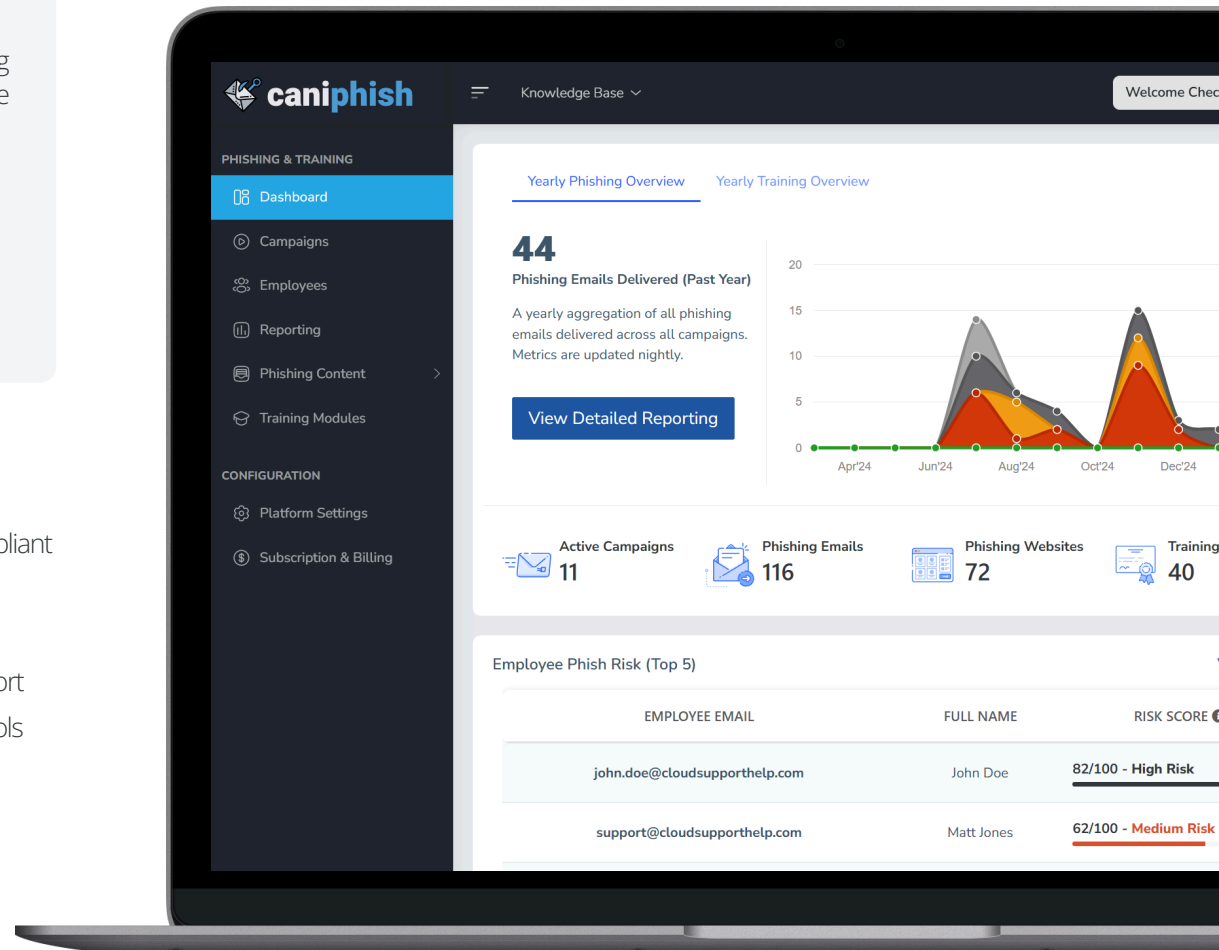 caniphish
Knowledge Base
PHISHING & TRAINING
Dashboard
Campaigns
Employees
Reporting
Phishing Content
Training Modules
CONFIGURATION
Platform Settings
Subscription & Billing
Welcome Chec
Yearly Phishing Overview
Yearly Training Overview
44
Phishing Emails Delivered (Past Year)
A yearly aggregation of all phishing
emails delivered across all campaigns.
Metrics are updated nightly.
View Detailed Reporting
20
15
10
5
0
Apr'24
Jun'24
Aug'24
Oct'24
Dec'24
Active Campaigns
11
Phishing Emails
116
Phishing Websites
72
Training
40
Employee Phish Risk (Top 5)
EMPLOYEE EMAIL
FULL NAME
RISK SCORE
john.doe@cloudsupporthelp.com
John Doe
82/100 - High Risk
support@cloudsupporthelp.com
Matt Jones
62/100 - Medium Risk